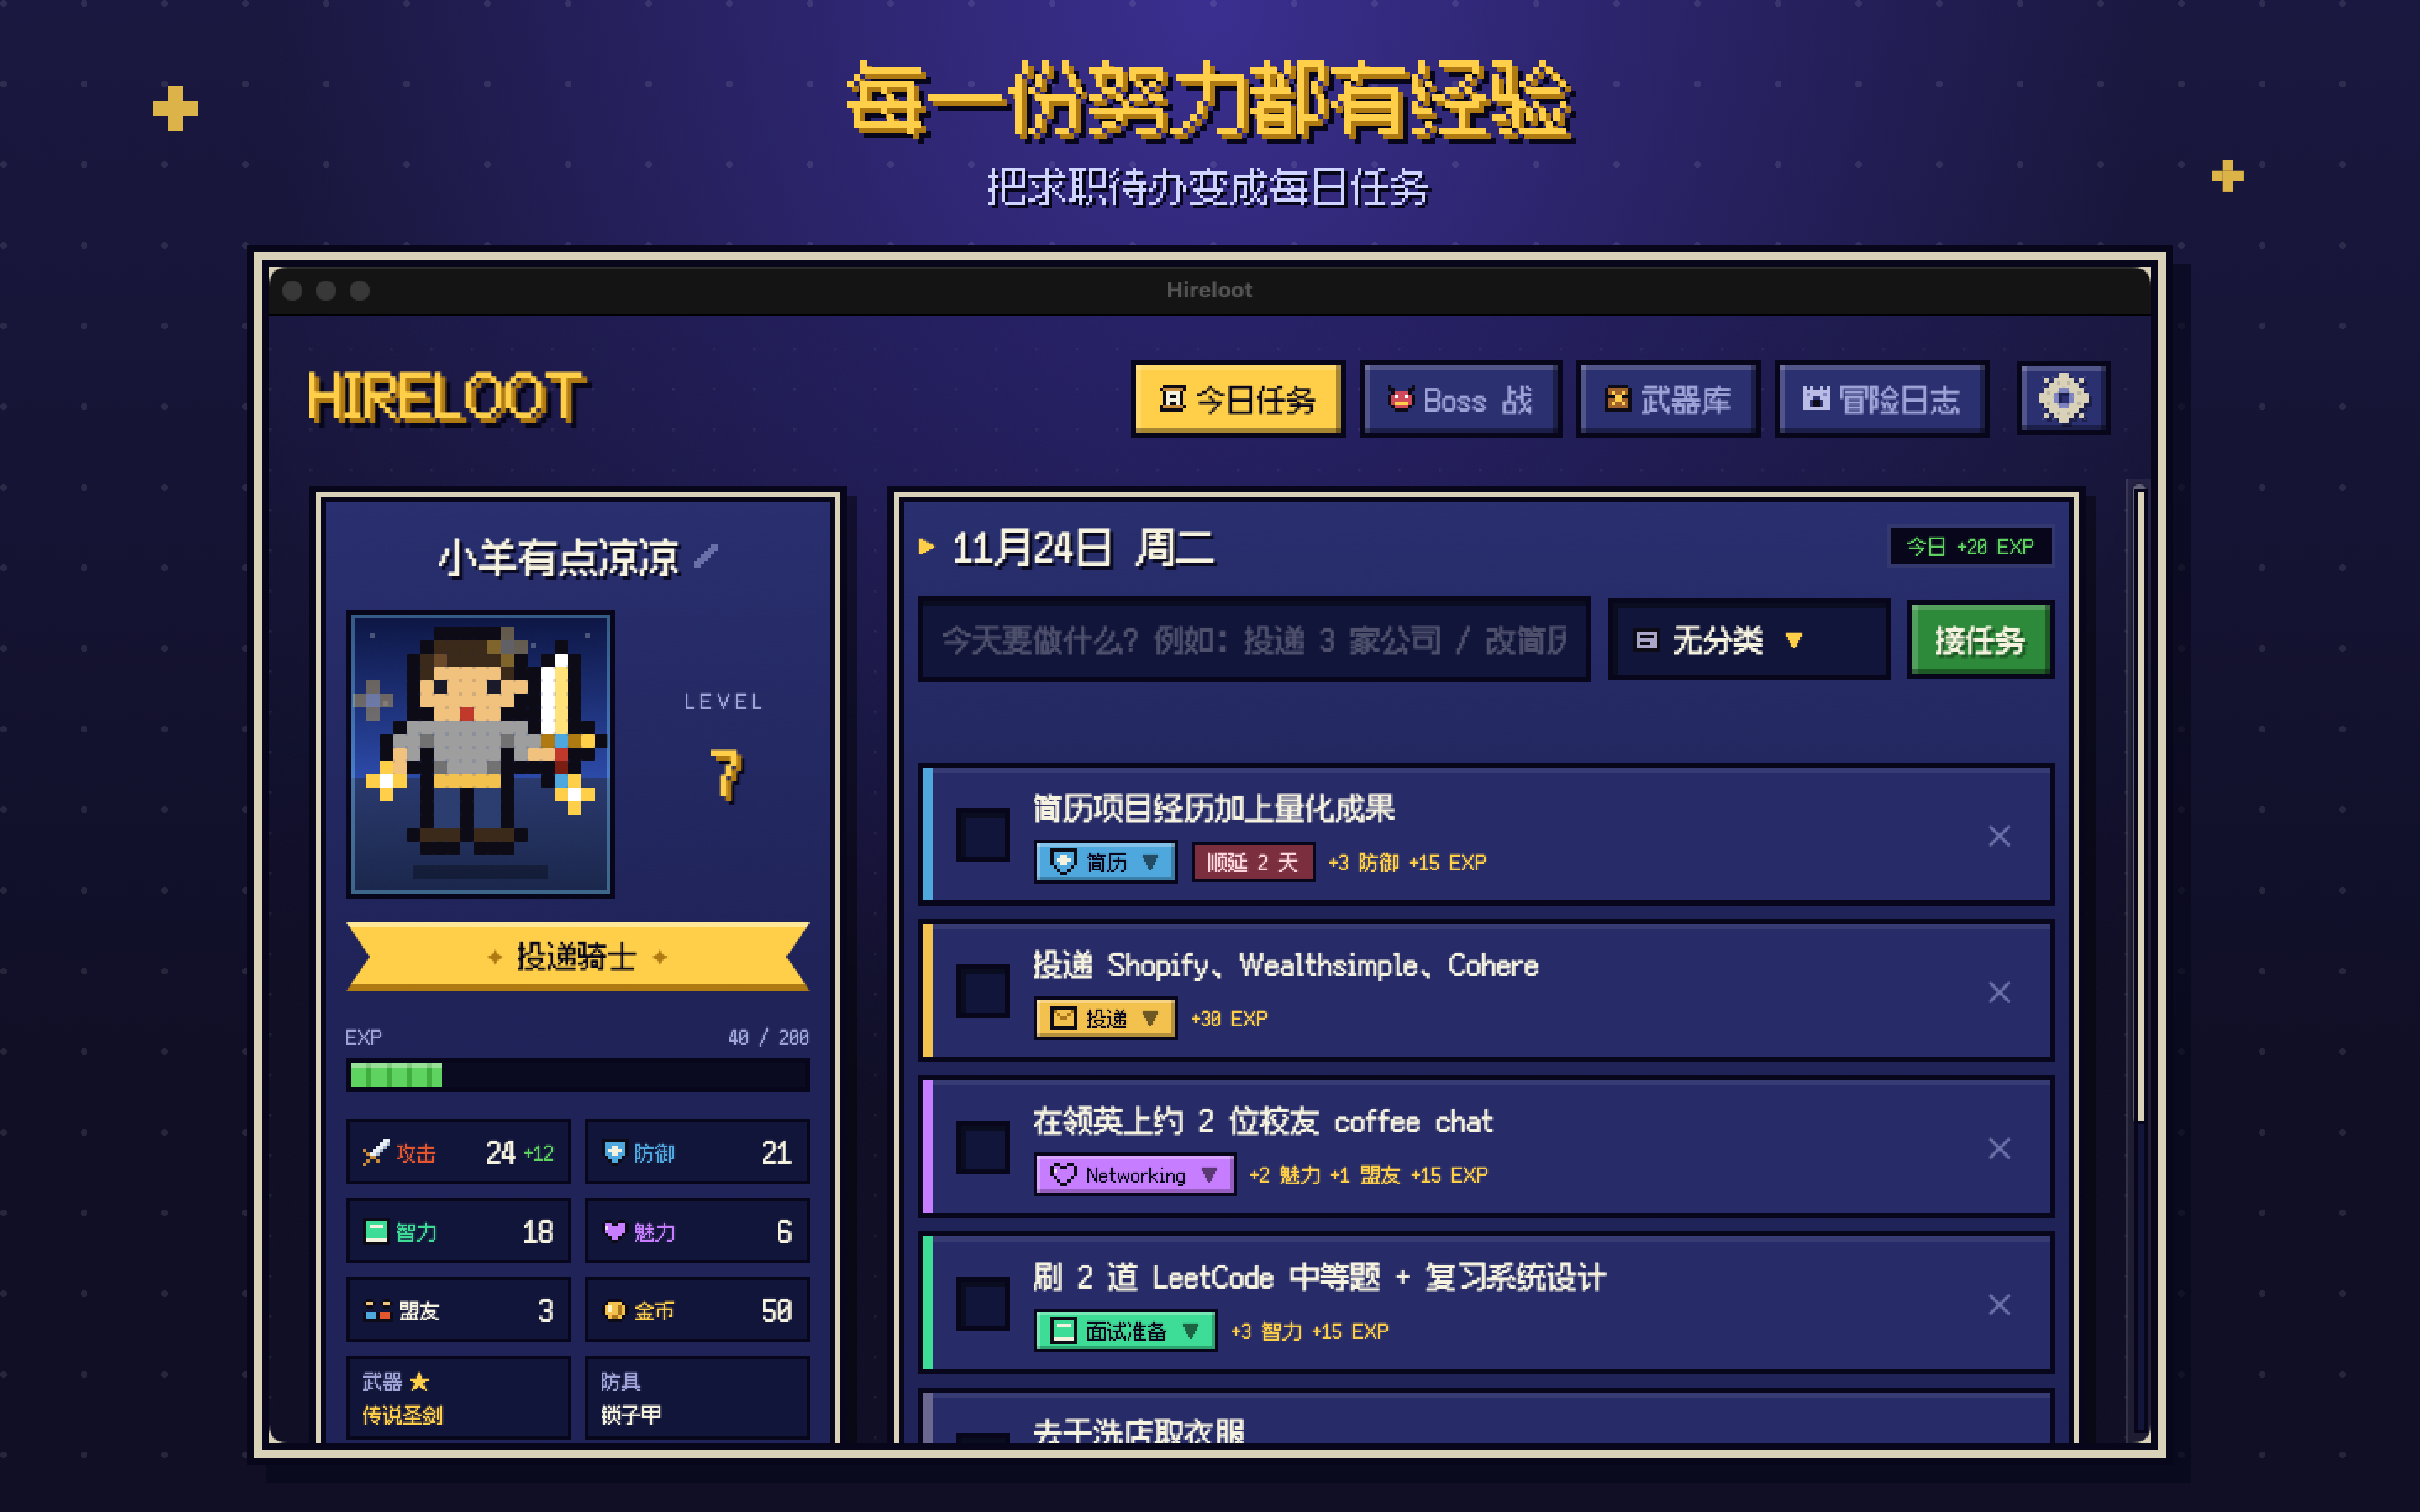 每一份努力都有经验
把求职待办变成每日任务
Hireloot
HIRELOOT
今日任务
Boss 战
武器库
冒险日志
小羊有点凉凉
LEVEL
7
✦ 投递骑士 ✦
EXP 40 / 200
攻击 24 +12
防御 21
智力 18
魅力 6
盟友 3
金币 50
武器 ★
传说圣剑
防具
锁子甲
11月24日 周二
今日 +20 EXP
今天要做什么? 例如: 投递 3 家公司 / 改简历
无分类 ▼
接任务
简历项目经历加上量化成果
简历 ▼ 顺延 2 天 +3 防御 +15 EXP
投递 Shopify、Wealthsimple、Cohere
投递 ▼ +30 EXP
在领英上约 2 位校友 coffee chat
Networking ▼ +2 魅力 +1 盟友 +15 EXP
刷 2 道 LeetCode 中等题 + 复习系统设计
面试准备 ▼ +3 智力 +15 EXP
去干洗店取衣服